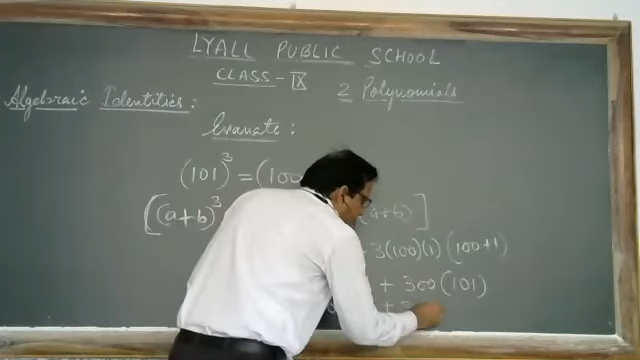 LYALL PUBLIC SCHOOL
CLASS - IX
2 Polynomials
Algebraic Identities :
Evaluate :
(101)³ = (100
[(a+b)³ (a+b) ]
3(100)(1) (100+1)
+ 300 (101)
+ 3